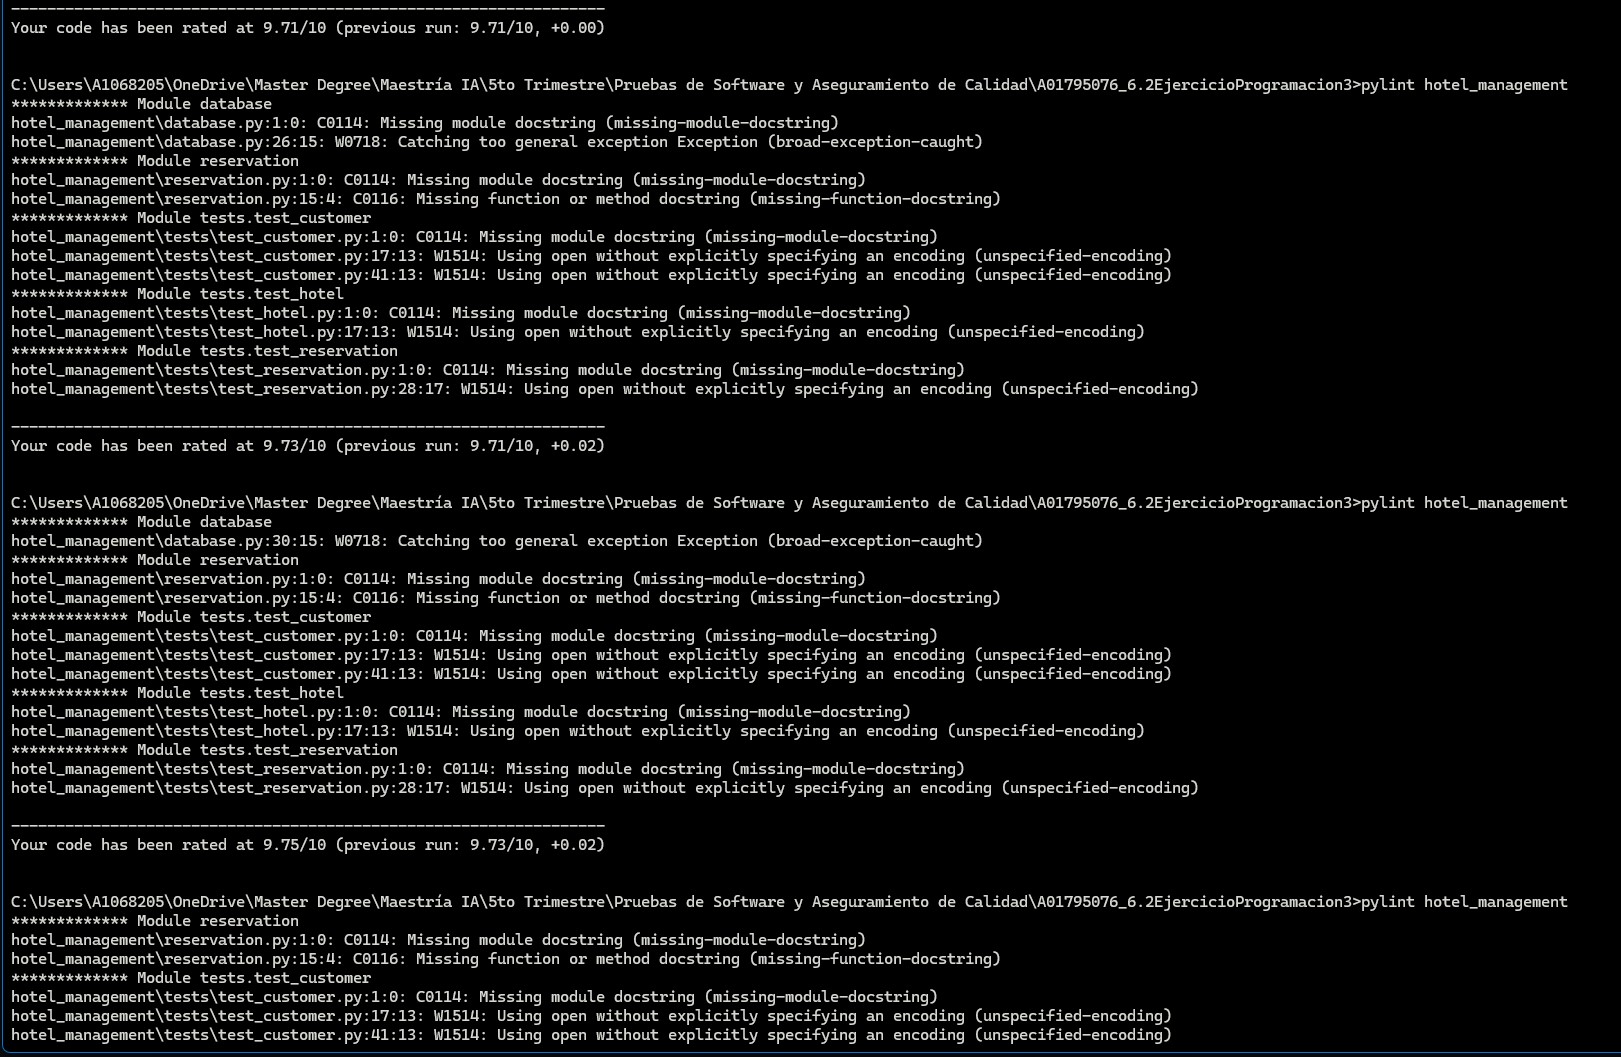 ------------------------------------------------------------------
Your code has been rated at 9.71/10 (previous run: 9.71/10, +0.00)
C:\Users\A1068205\OneDrive\Master Degree\Maestría IA\5to Trimestre\Pruebas de Software y Aseguramiento de Calidad\A01795076_6.2EjercicioProgramacion3>pylint hotel_management
************* Module database
hotel_management\database.py:1:0: C0114: Missing module docstring (missing-module-docstring)
hotel_management\database.py:26:15: W0718: Catching too general exception Exception (broad-exception-caught)
************* Module reservation
hotel_management\reservation.py:1:0: C0114: Missing module docstring (missing-module-docstring)
hotel_management\reservation.py:15:4: C0116: Missing function or method docstring (missing-function-docstring)
************* Module tests.test_customer
hotel_management\tests\test_customer.py:1:0: C0114: Missing module docstring (missing-module-docstring)
hotel_management\tests\test_customer.py:17:13: W1514: Using open without explicitly specifying an encoding (unspecified-encoding)
hotel_management\tests\test_customer.py:41:13: W1514: Using open without explicitly specifying an encoding (unspecified-encoding)
************* Module tests.test_hotel
hotel_management\tests\test_hotel.py:1:0: C0114: Missing module docstring (missing-module-docstring)
hotel_management\tests\test_hotel.py:17:13: W1514: Using open without explicitly specifying an encoding (unspecified-encoding)
************* Module tests.test_reservation
hotel_management\tests\test_reservation.py:1:0: C0114: Missing module docstring (missing-module-docstring)
hotel_management\tests\test_reservation.py:28:17: W1514: Using open without explicitly specifying an encoding (unspecified-encoding)
------------------------------------------------------------------
Your code has been rated at 9.73/10 (previous run: 9.71/10, +0.02)
C:\Users\A1068205\OneDrive\Master Degree\Maestría IA\5to Trimestre\Pruebas de Software y Aseguramiento de Calidad\A01795076_6.2EjercicioProgramacion3>pylint hotel_management
************* Module database
hotel_management\database.py:30:15: W0718: Catching too general exception Exception (broad-exception-caught)
************* Module reservation
hotel_management\reservation.py:1:0: C0114: Missing module docstring (missing-module-docstring)
hotel_management\reservation.py:15:4: C0116: Missing function or method docstring (missing-function-docstring)
************* Module tests.test_customer
hotel_management\tests\test_customer.py:1:0: C0114: Missing module docstring (missing-module-docstring)
hotel_management\tests\test_customer.py:17:13: W1514: Using open without explicitly specifying an encoding (unspecified-encoding)
hotel_management\tests\test_customer.py:41:13: W1514: Using open without explicitly specifying an encoding (unspecified-encoding)
************* Module tests.test_hotel
hotel_management\tests\test_hotel.py:1:0: C0114: Missing module docstring (missing-module-docstring)
hotel_management\tests\test_hotel.py:17:13: W1514: Using open without explicitly specifying an encoding (unspecified-encoding)
************* Module tests.test_reservation
hotel_management\tests\test_reservation.py:1:0: C0114: Missing module docstring (missing-module-docstring)
hotel_management\tests\test_reservation.py:28:17: W1514: Using open without explicitly specifying an encoding (unspecified-encoding)
------------------------------------------------------------------
Your code has been rated at 9.75/10 (previous run: 9.73/10, +0.02)
C:\Users\A1068205\OneDrive\Master Degree\Maestría IA\5to Trimestre\Pruebas de Software y Aseguramiento de Calidad\A01795076_6.2EjercicioProgramacion3>pylint hotel_management
************* Module reservation
hotel_management\reservation.py:1:0: C0114: Missing module docstring (missing-module-docstring)
hotel_management\reservation.py:15:4: C0116: Missing function or method docstring (missing-function-docstring)
************* Module tests.test_customer
hotel_management\tests\test_customer.py:1:0: C0114: Missing module docstring (missing-module-docstring)
hotel_management\tests\test_customer.py:17:13: W1514: Using open without explicitly specifying an encoding (unspecified-encoding)
hotel_management\tests\test_customer.py:41:13: W1514: Using open without explicitly specifying an encoding (unspecified-encoding)